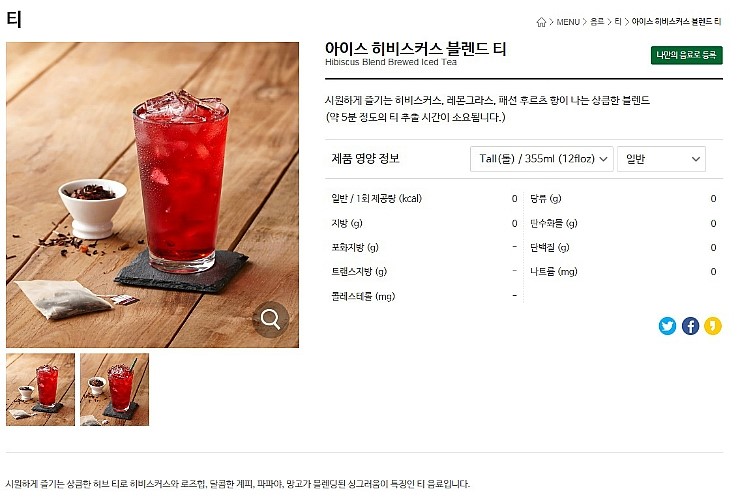 티
MENU > 음료 > 티 > 아이스 히비스커스 블렌드 티
아이스 히비스커스 블렌드 티
Hibiscus Blend Brewed Iced Tea
나만의 음료로 등록
시원하게 즐기는 히비스커스, 레몬그라스, 패션 후르츠 향이 나는 상큼한 블렌드
(약 5분 정도의 티 추출 시간이 소요됩니다.)
제품 영양 정보 Tall(톨) / 355ml (12floz) 일반
일반 / 1회 제공량 (kcal) 0 당류 (g) 0
지방 (g) 0 탄수화물 (g) 0
포화지방 (g) - 단백질 (g) 0
트랜스지방 (g) - 나트륨 (mg) 0
콜레스테롤 (mg) -
시원하게 즐기는 상큼한 허브 티로 히비스커스와 로즈힙, 달콤한 계피, 파파야, 망고가 블렌딩된 싱그러움이 특징인 티 음료입니다.